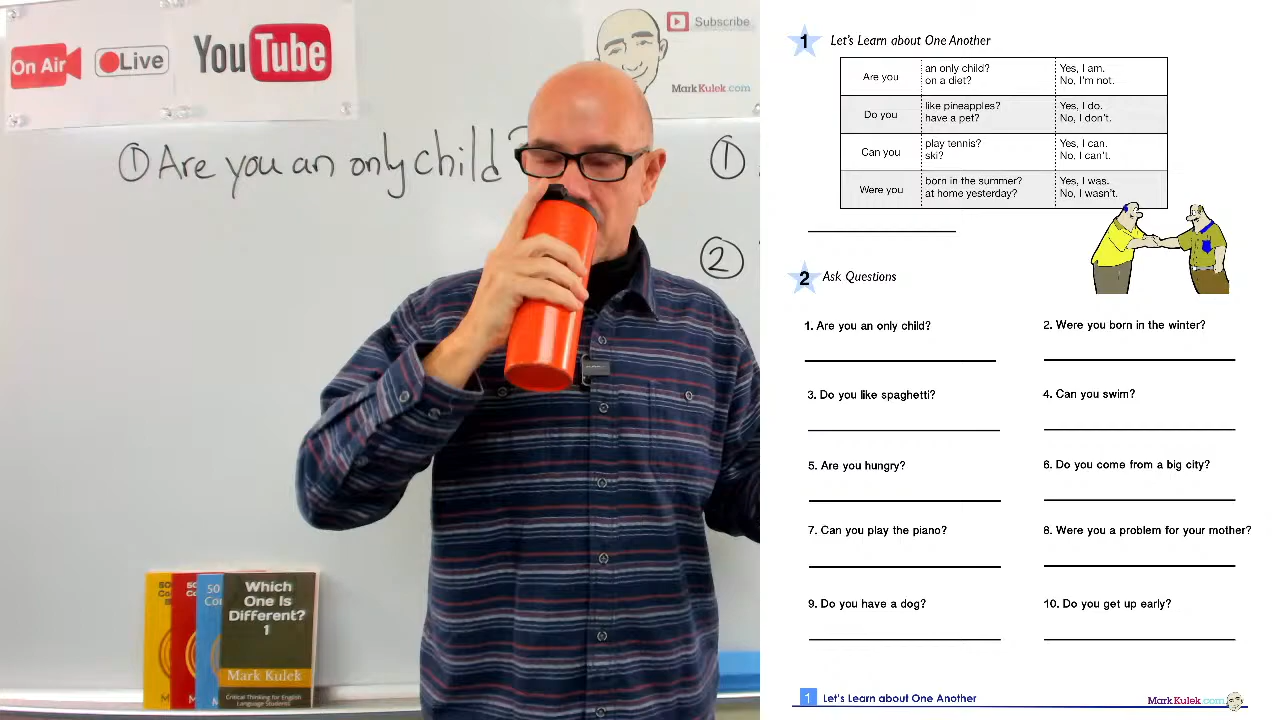 On Air
Live
YouTube
Subscribe
MarkKulek.com
① Are you an only child?
①
②
Which
One Is
Different?
1
Mark Kulek
Critical Thinking for English
Language Students
1 Let's Learn about One Another
Are you
an only child?
on a diet?
Yes, I am.
No, I'm not.
Do you
like pineapples?
have a pet?
Yes, I do.
No, I don't.
Can you
play tennis?
ski?
Yes, I can.
No, I can't.
Were you
born in the summer?
at home yesterday?
Yes, I was.
No, I wasn't.
2 Ask Questions
1. Are you an only child?
2. Were you born in the winter?
3. Do you like spaghetti?
4. Can you swim?
5. Are you hungry?
6. Do you come from a big city?
7. Can you play the piano?
8. Were you a problem for your mother?
9. Do you have a dog?
10. Do you get up early?
1 Let's Learn about One Another
MarkKulek.com